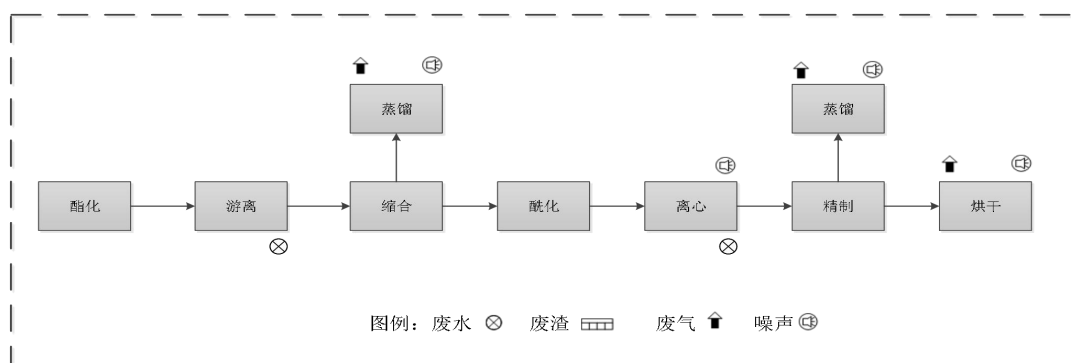 蒸馏
蒸馏
酯化
游离
缩合
酰化
离心
精制
烘干
图例：废水 废渣 废气 噪声